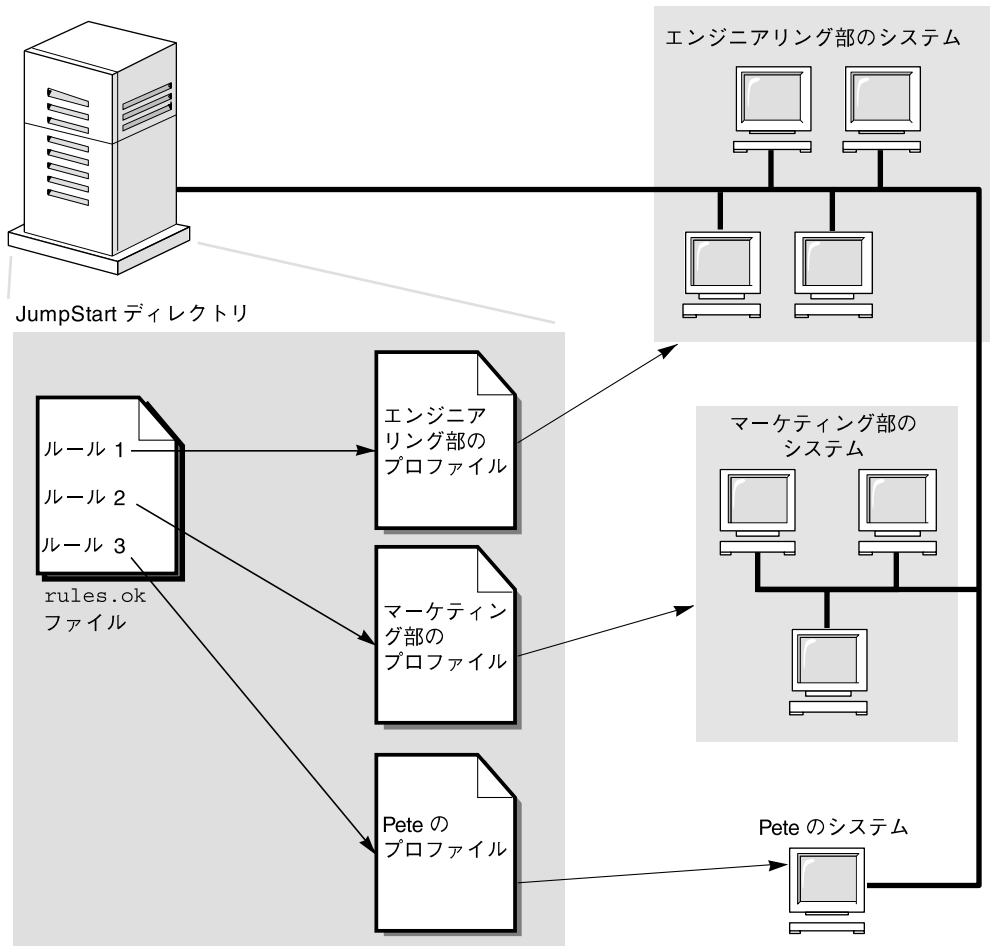 エンジニアリング部のシステム
JumpStart ディレクトリ
ルール 1
ルール 2
ルール 3
rules.ok
ファイル
エンジニア
リング部の
プロファイル
マーケティン
グ部の
プロファイル
Pete の
プロファイル
マーケティング部の
システム
Pete のシステム